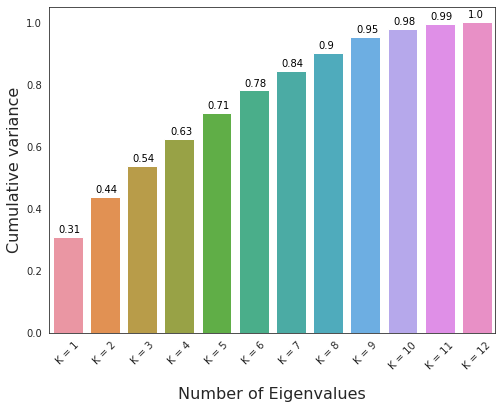 Cumulative variance
1.0
0.8
0.6
0.4
0.2
0.0
0.31
0.44
0.54
0.63
0.71
0.78
0.84
0.9
0.95
0.98
0.99
1.0
K = 1
K = 2
K = 3
K = 4
K = 5
K = 6
K = 7
K = 8
K = 9
K = 10
K = 11
K = 12
Number of Eigenvalues